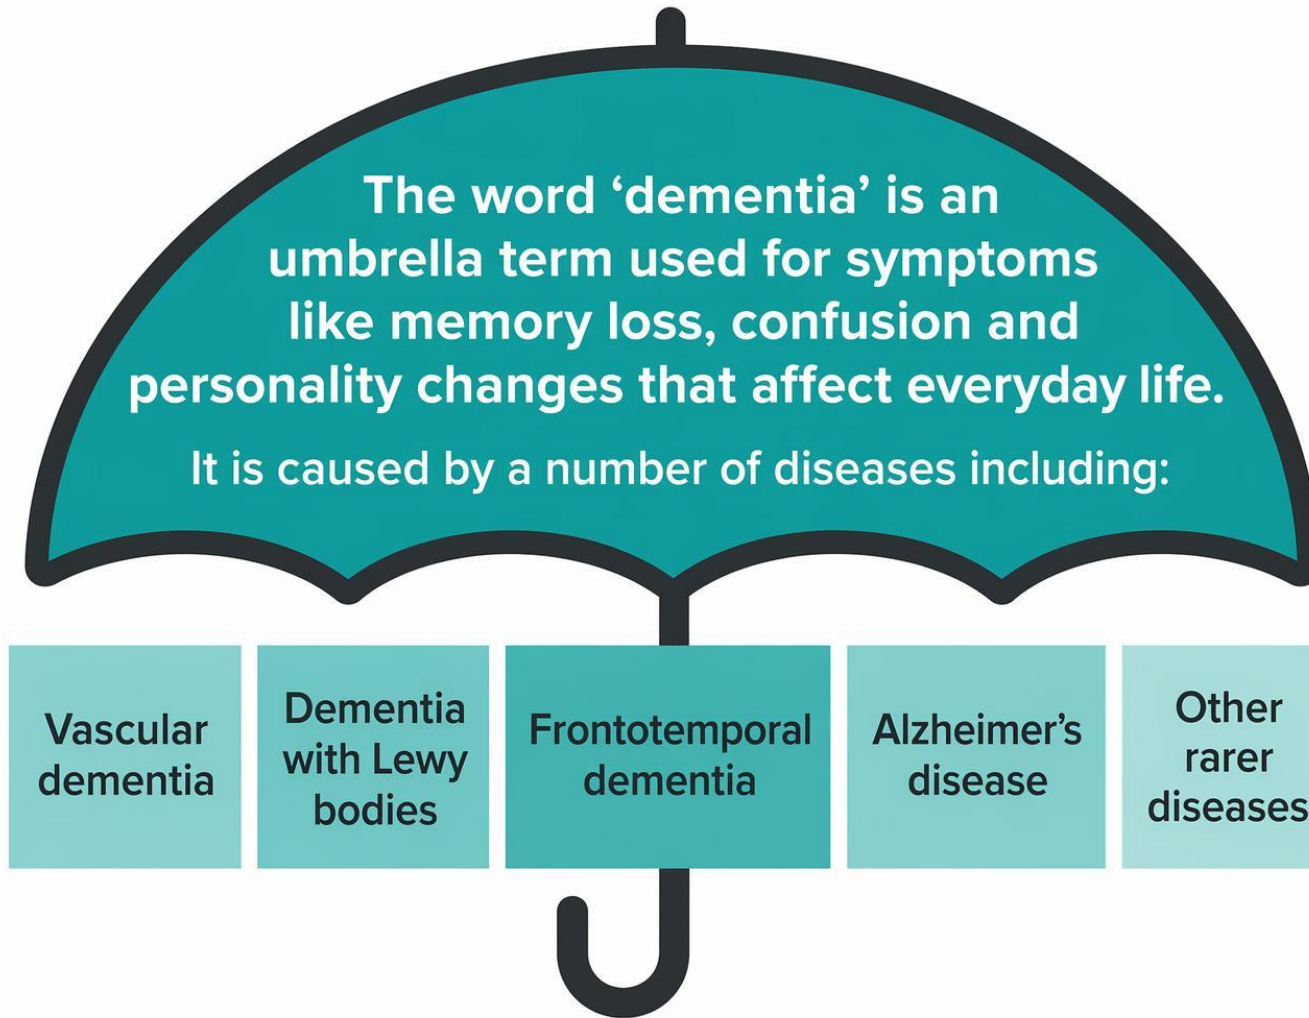 The word ‘dementia’ is an
umbrella term used for symptoms
like memory loss, confusion and
personality changes that affect everyday life.
It is caused by a number of diseases including:
Vascular
dementia
Dementia
with Lewy
bodies
Frontotemporal
dementia
Alzheimer’s
disease
Other
rarer
diseases